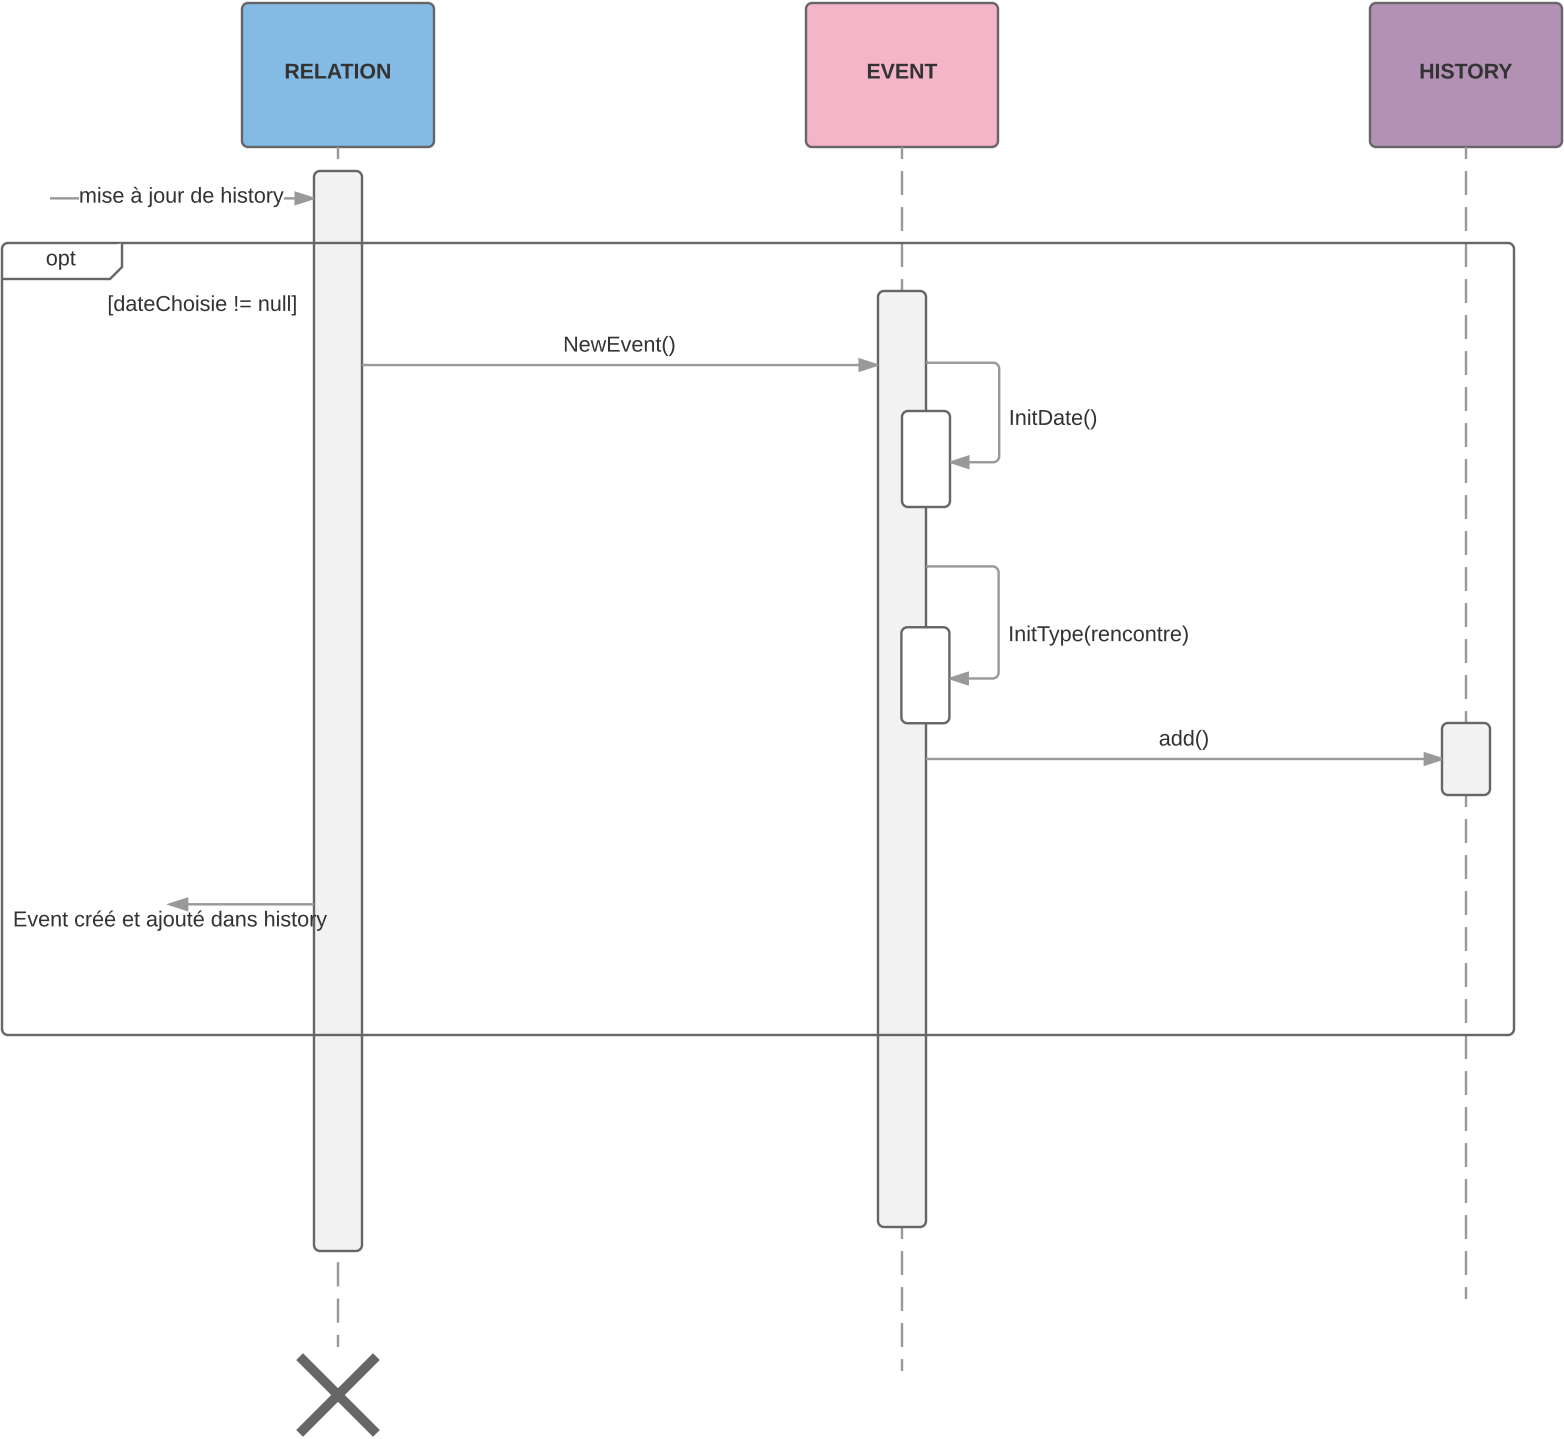 RELATION
EVENT
HISTORY
mise à jour de history
opt
[dateChoisie != null]
NewEvent()
InitDate()
InitType(rencontre)
add()
Event créé et ajouté dans history